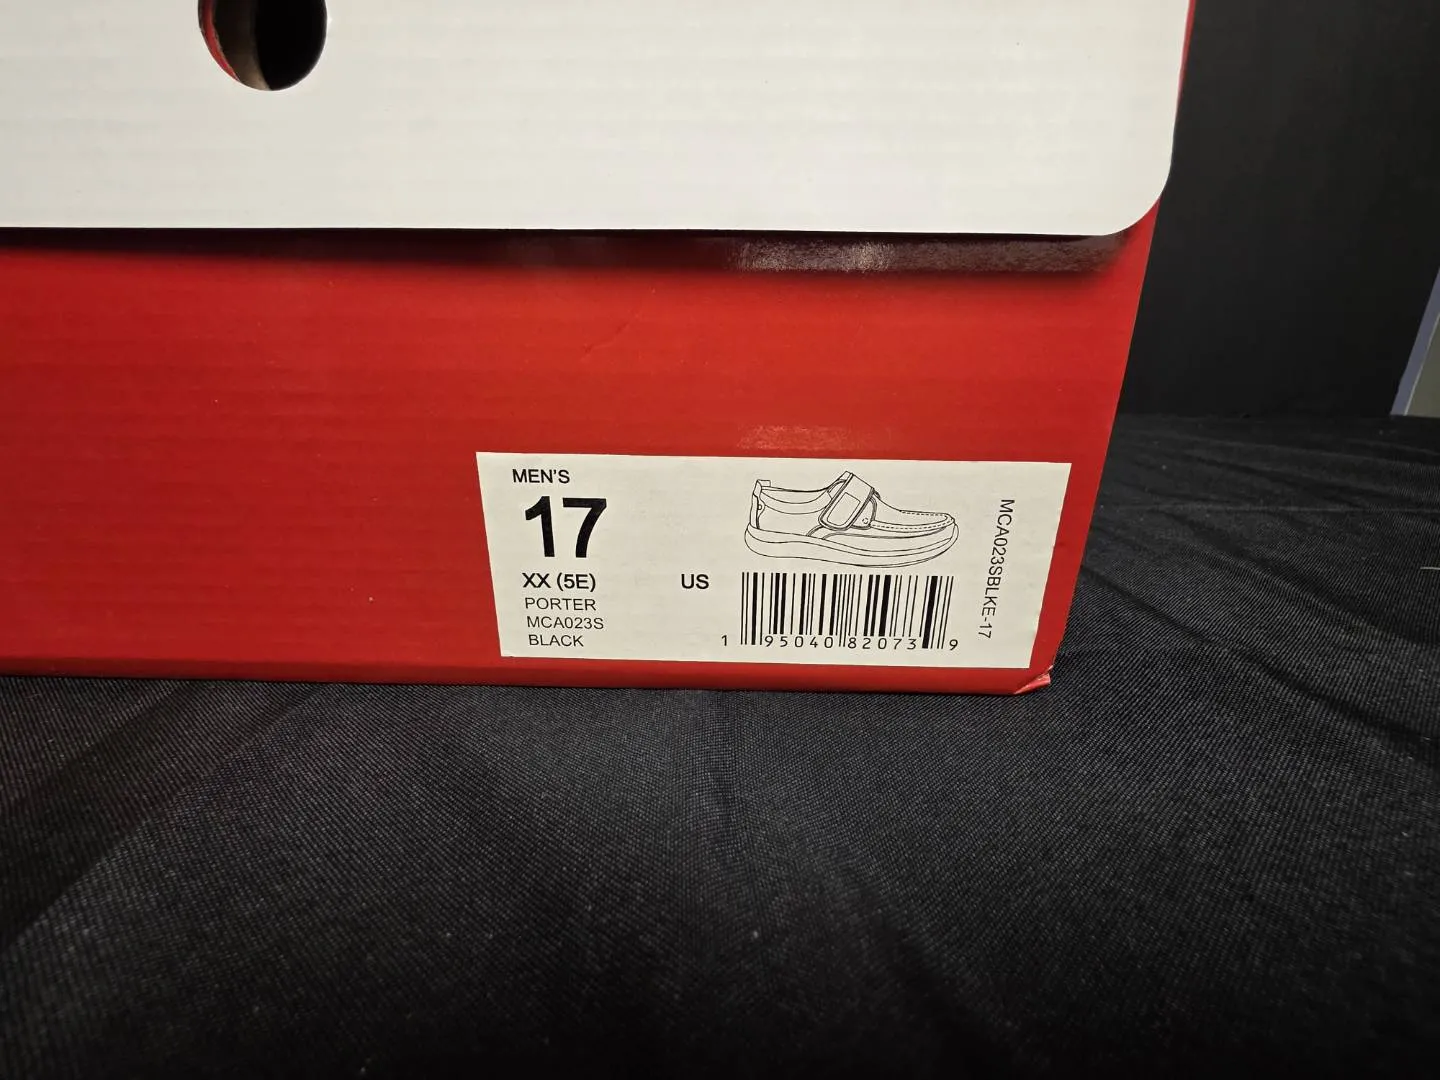 MEN'S
17
XX (5E)
US
PORTER
MCA023S
BLACK
1 95040 82073 9
MCA023SBLKE-17